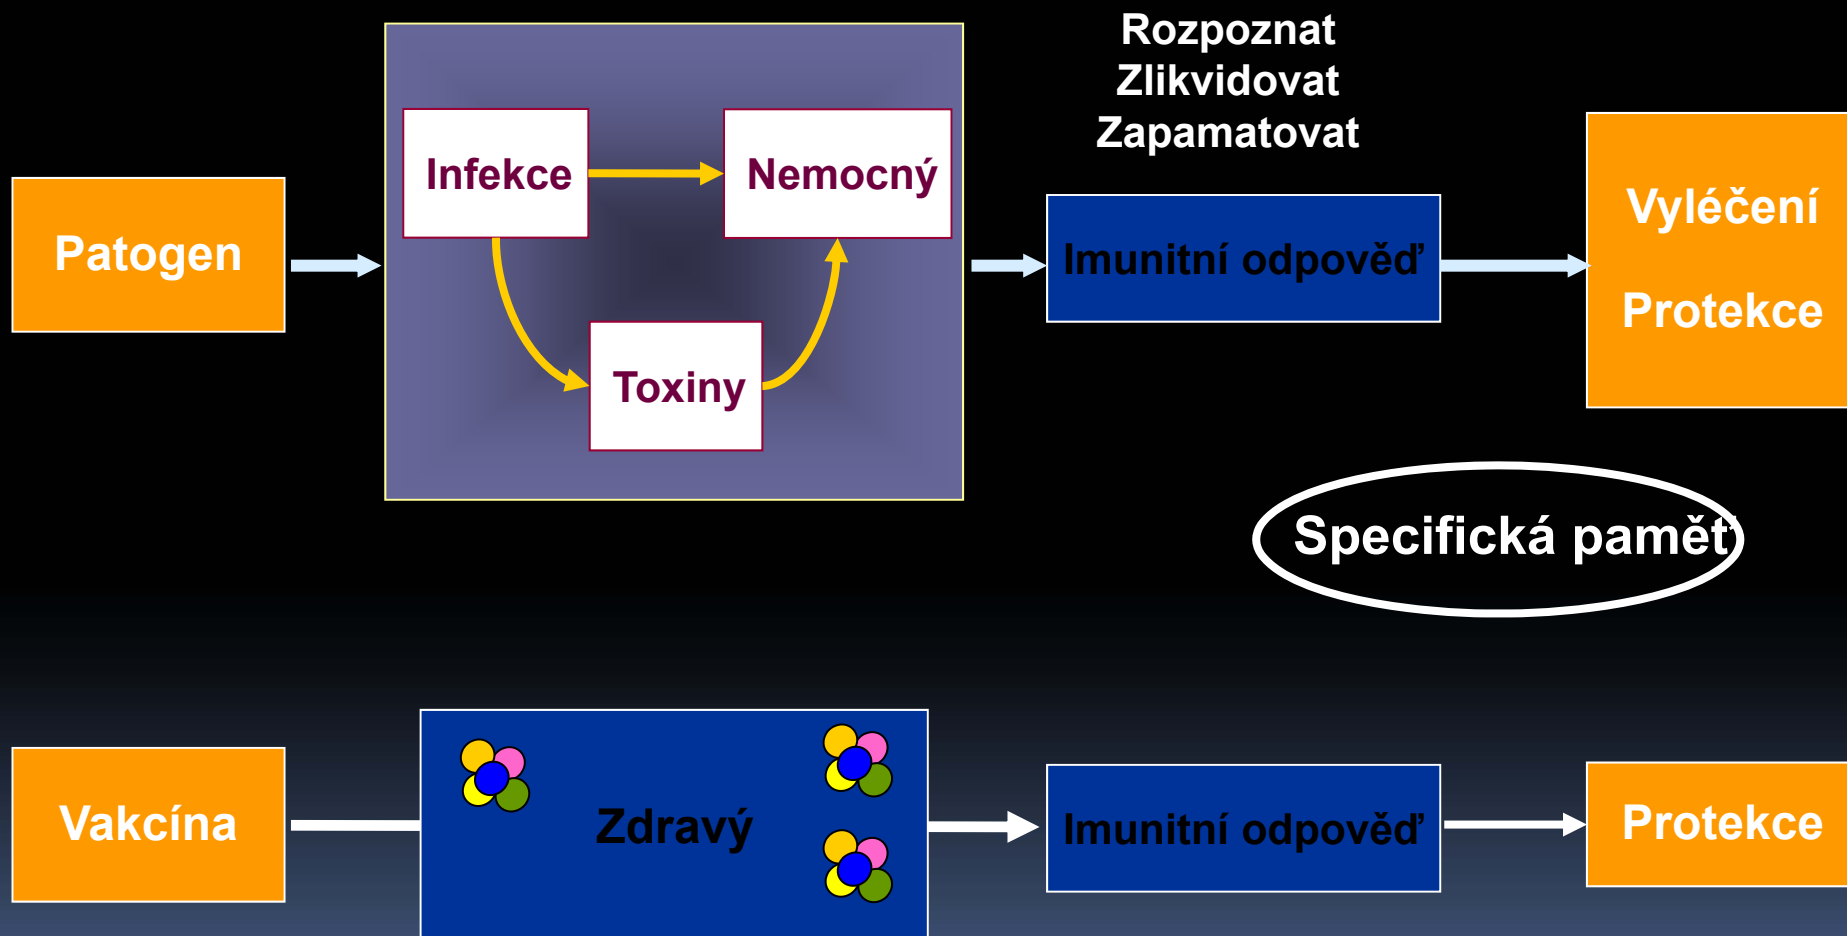 Rozpoznat
Zlikvidovat
Zapamatovat
Patogen
Infekce
Nemocný
Toxiny
Imunitní odpověď
Vyléčení
Protekce
Specifická paměť
Vakcína
Zdravý
Imunitní odpověď
Protekce